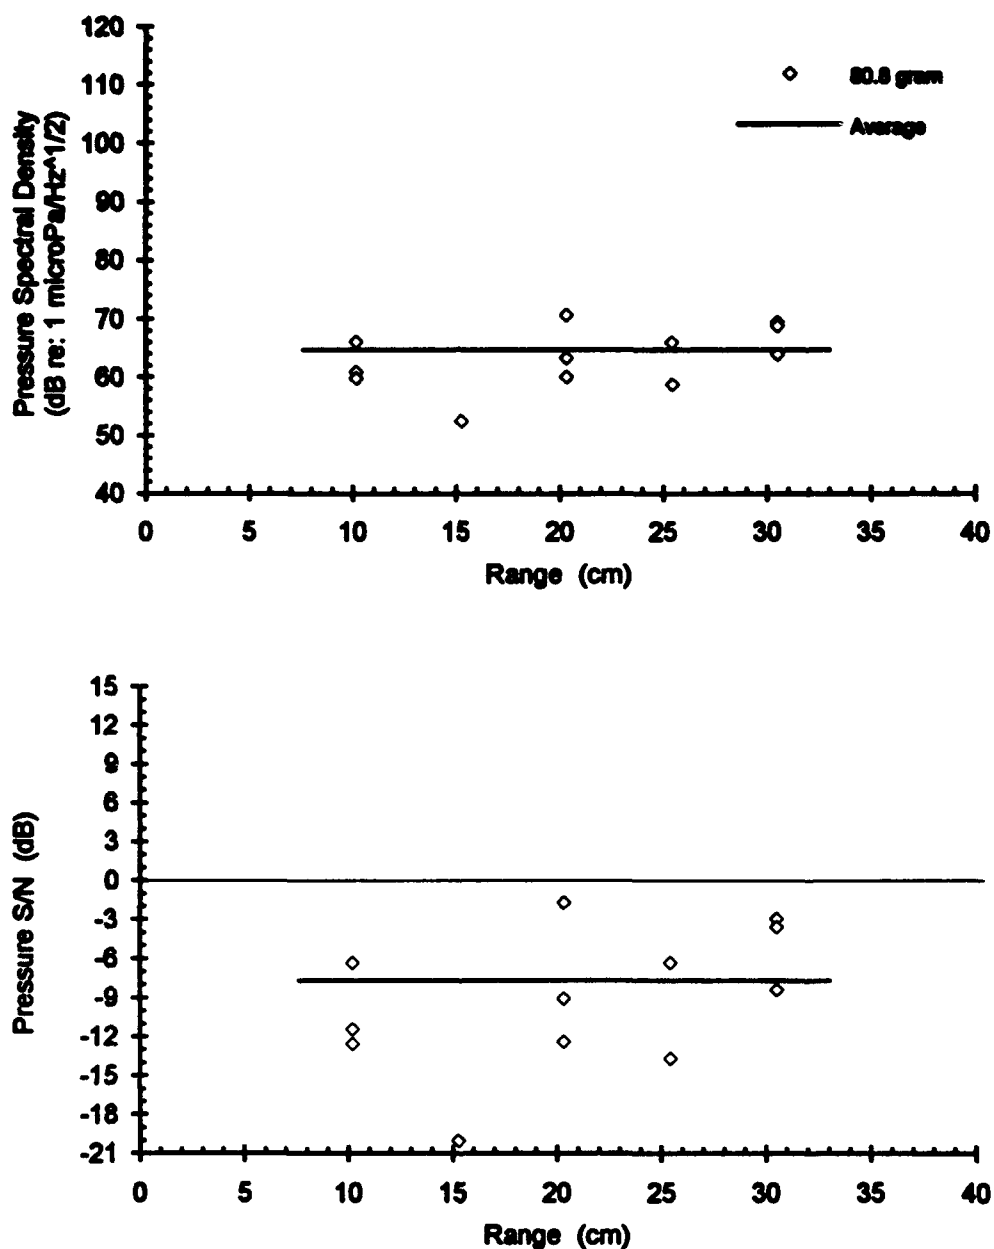 120
110
100
90
80
70
60
50
40
Pressure Spectral Density
(dB re: 1 microPa/Hz^1/2)
80.8 gram
Average
0 5 10 15 20 25 30 35 40
Range (cm)
15
12
9
6
3
0
-3
-6
-9
-12
-15
-18
-21
Pressure S/N (dB)
0 5 10 15 20 25 30 35 40
Range (cm)